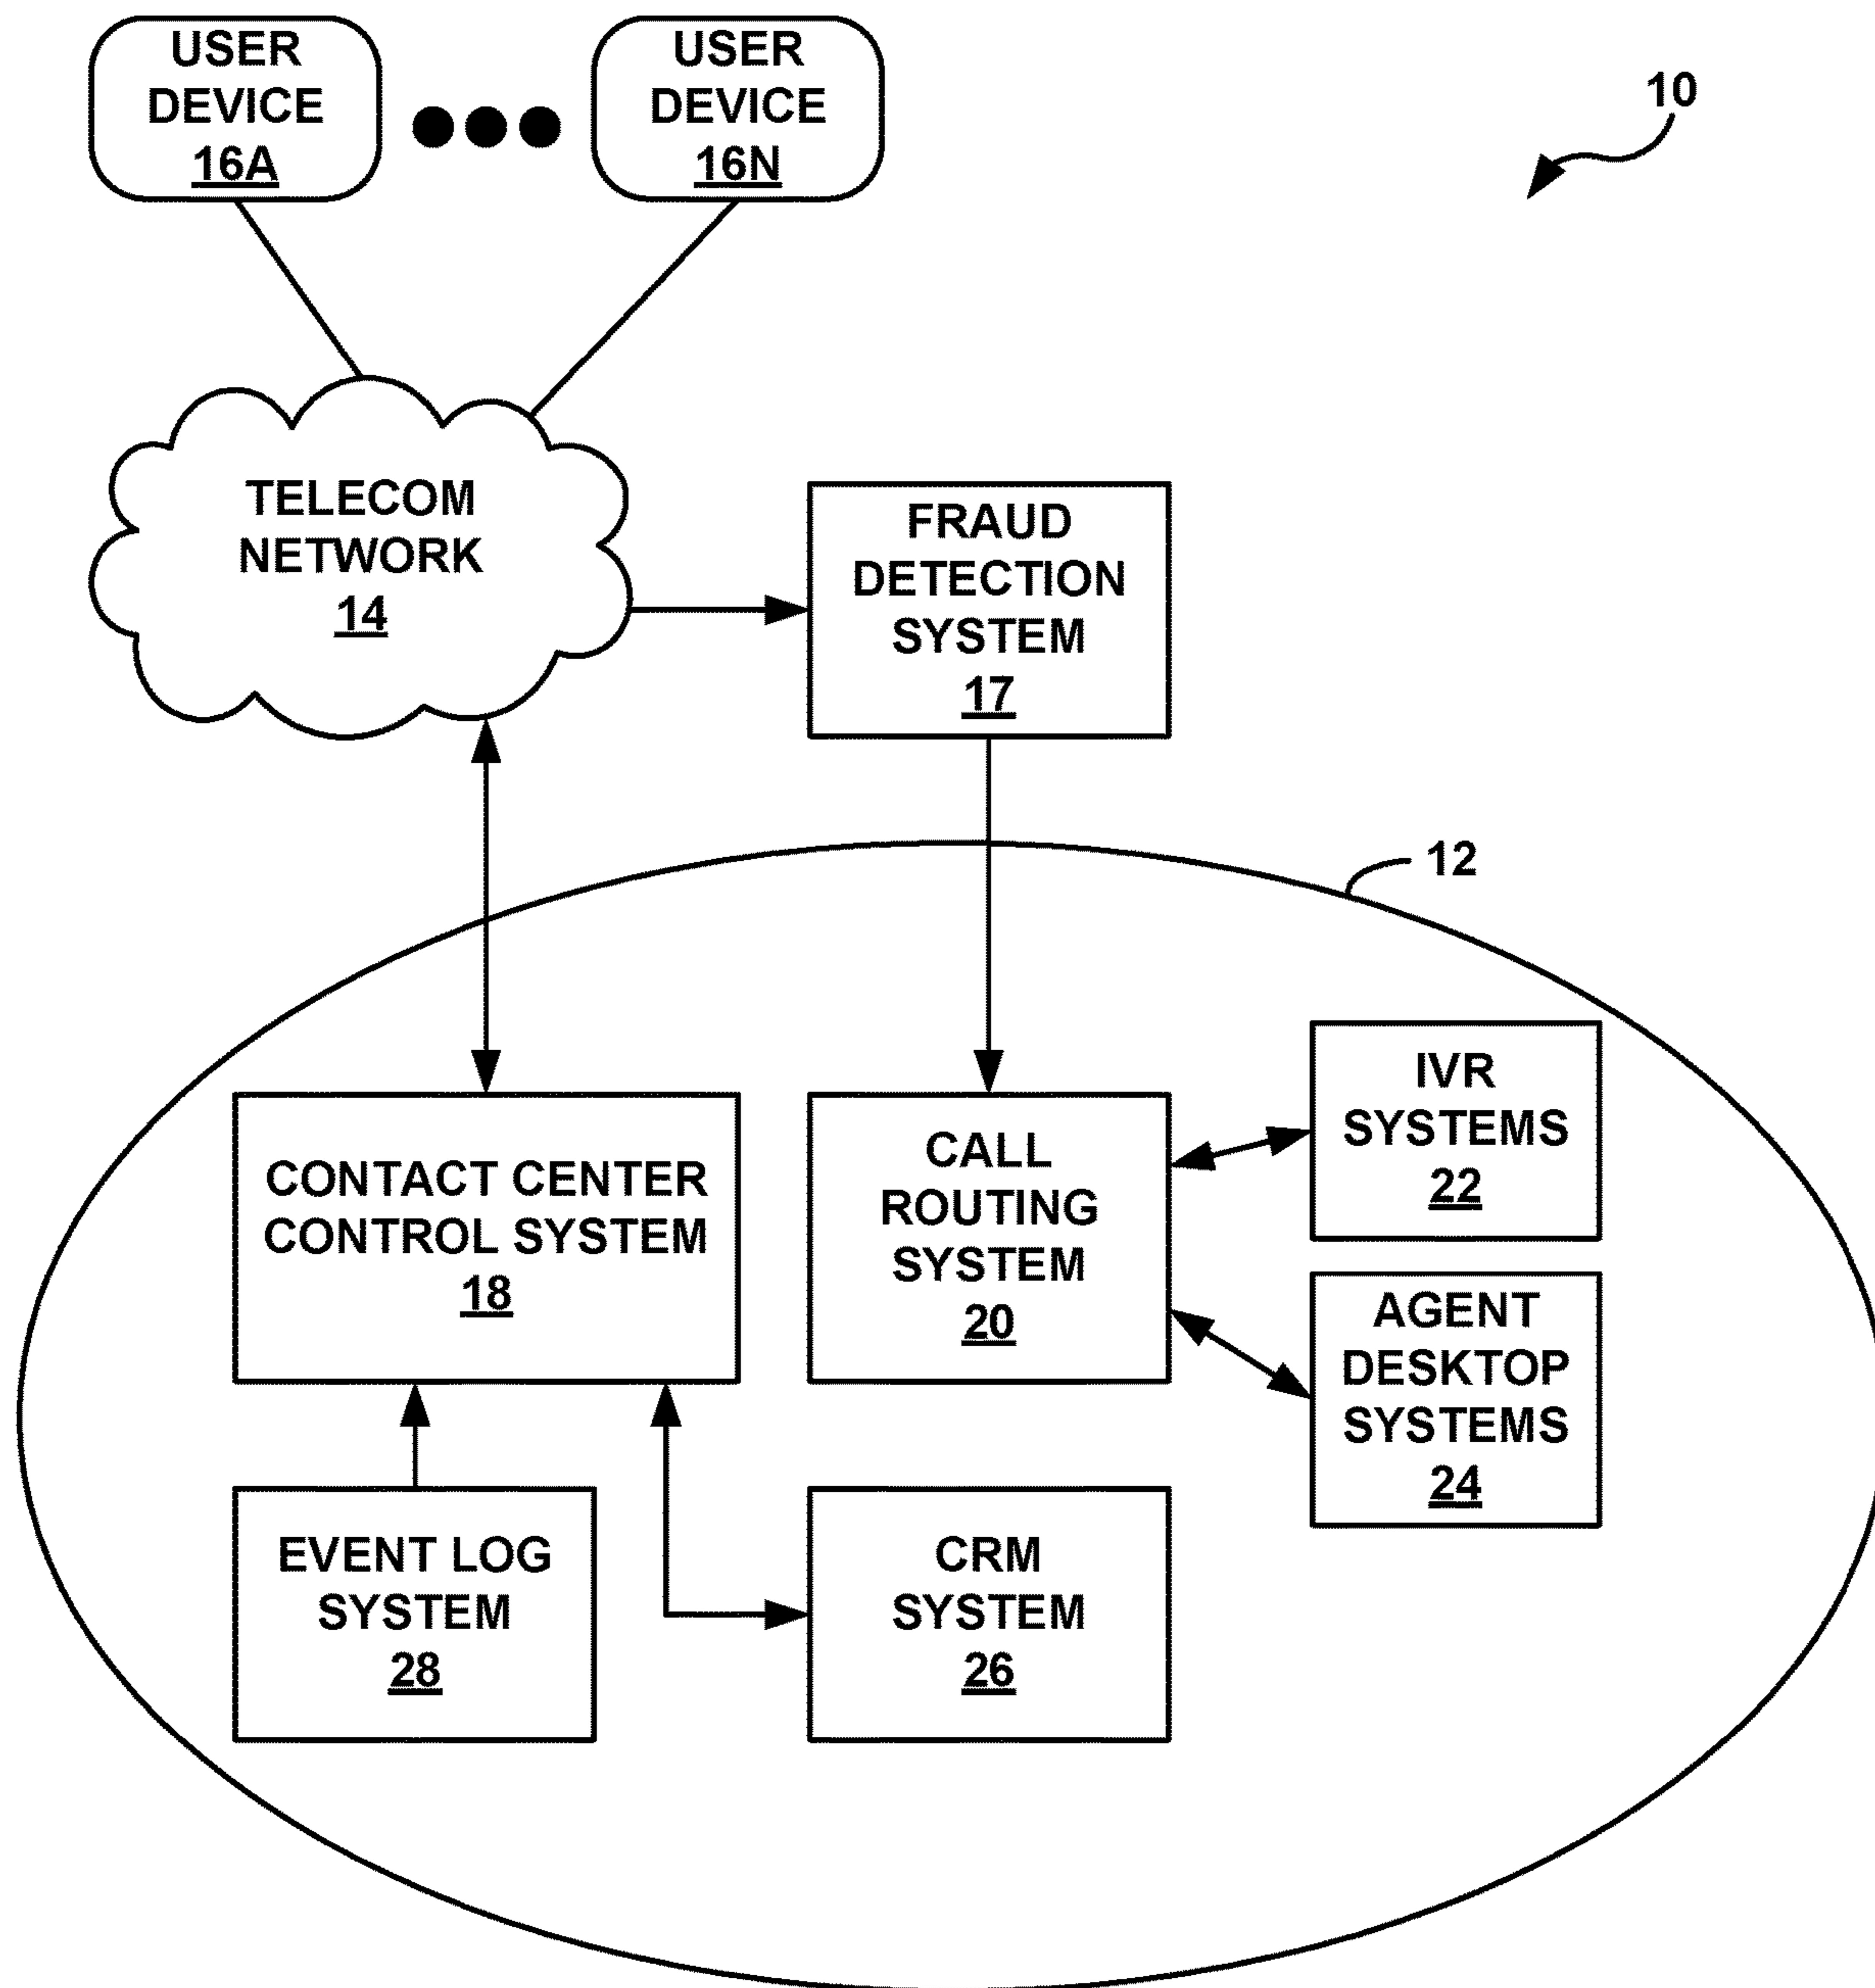 USER
DEVICE
16A
USER
DEVICE
16N
10
TELECOM
NETWORK
14
FRAUD
DETECTION
SYSTEM
17
12
CONTACT CENTER
CONTROL SYSTEM
18
CALL
ROUTING
SYSTEM
20
IVR
SYSTEMS
22
AGENT
DESKTOP
SYSTEMS
24
EVENT LOG
SYSTEM
28
CRM
SYSTEM
26